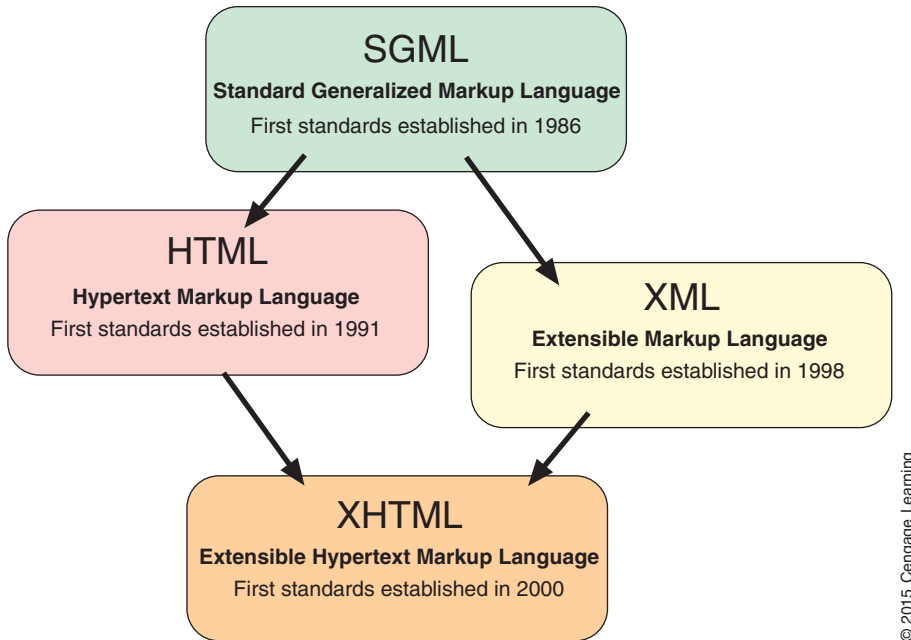 SGML
Standard Generalized Markup Language
First standards established in 1986
HTML
Hypertext Markup Language
First standards established in 1991
XML
Extensible Markup Language
First standards established in 1998
XHTML
Extensible Hypertext Markup Language
First standards established in 2000
© 2015 Cengage Learning